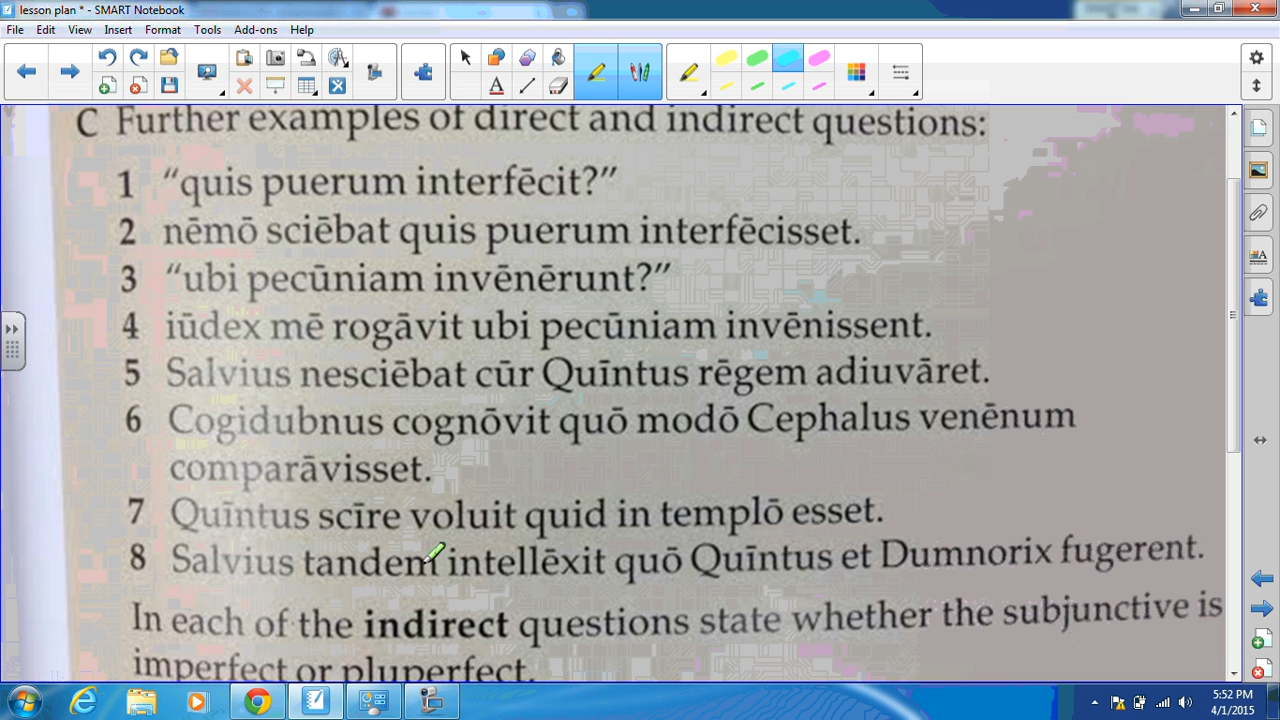 lesson plan * - SMART Notebook
File Edit View Insert Format Tools Add-ons Help
C Further examples of direct and indirect questions:
1 “quis puerum interfēcit?”
2 nēmō sciēbat quis puerum interfēcisset.
3 “ubi pecūniam invēnērunt?”
4 iūdex mē rogāvit ubi pecūniam invēnissent.
5 Salvius nesciēbat cūr Quīntus rēgem adiuvāret.
6 Cogidubnus cognōvit quō modō Cephalus venēnum
comparāvisset.
7 Quīntus scīre voluit quid in templō esset.
8 Salvius tandem intellēxit quō Quīntus et Dumnorix fugerent.
In each of the indirect questions state whether the subjunctive is
imperfect or pluperfect.
5:52 PM
4/1/2015